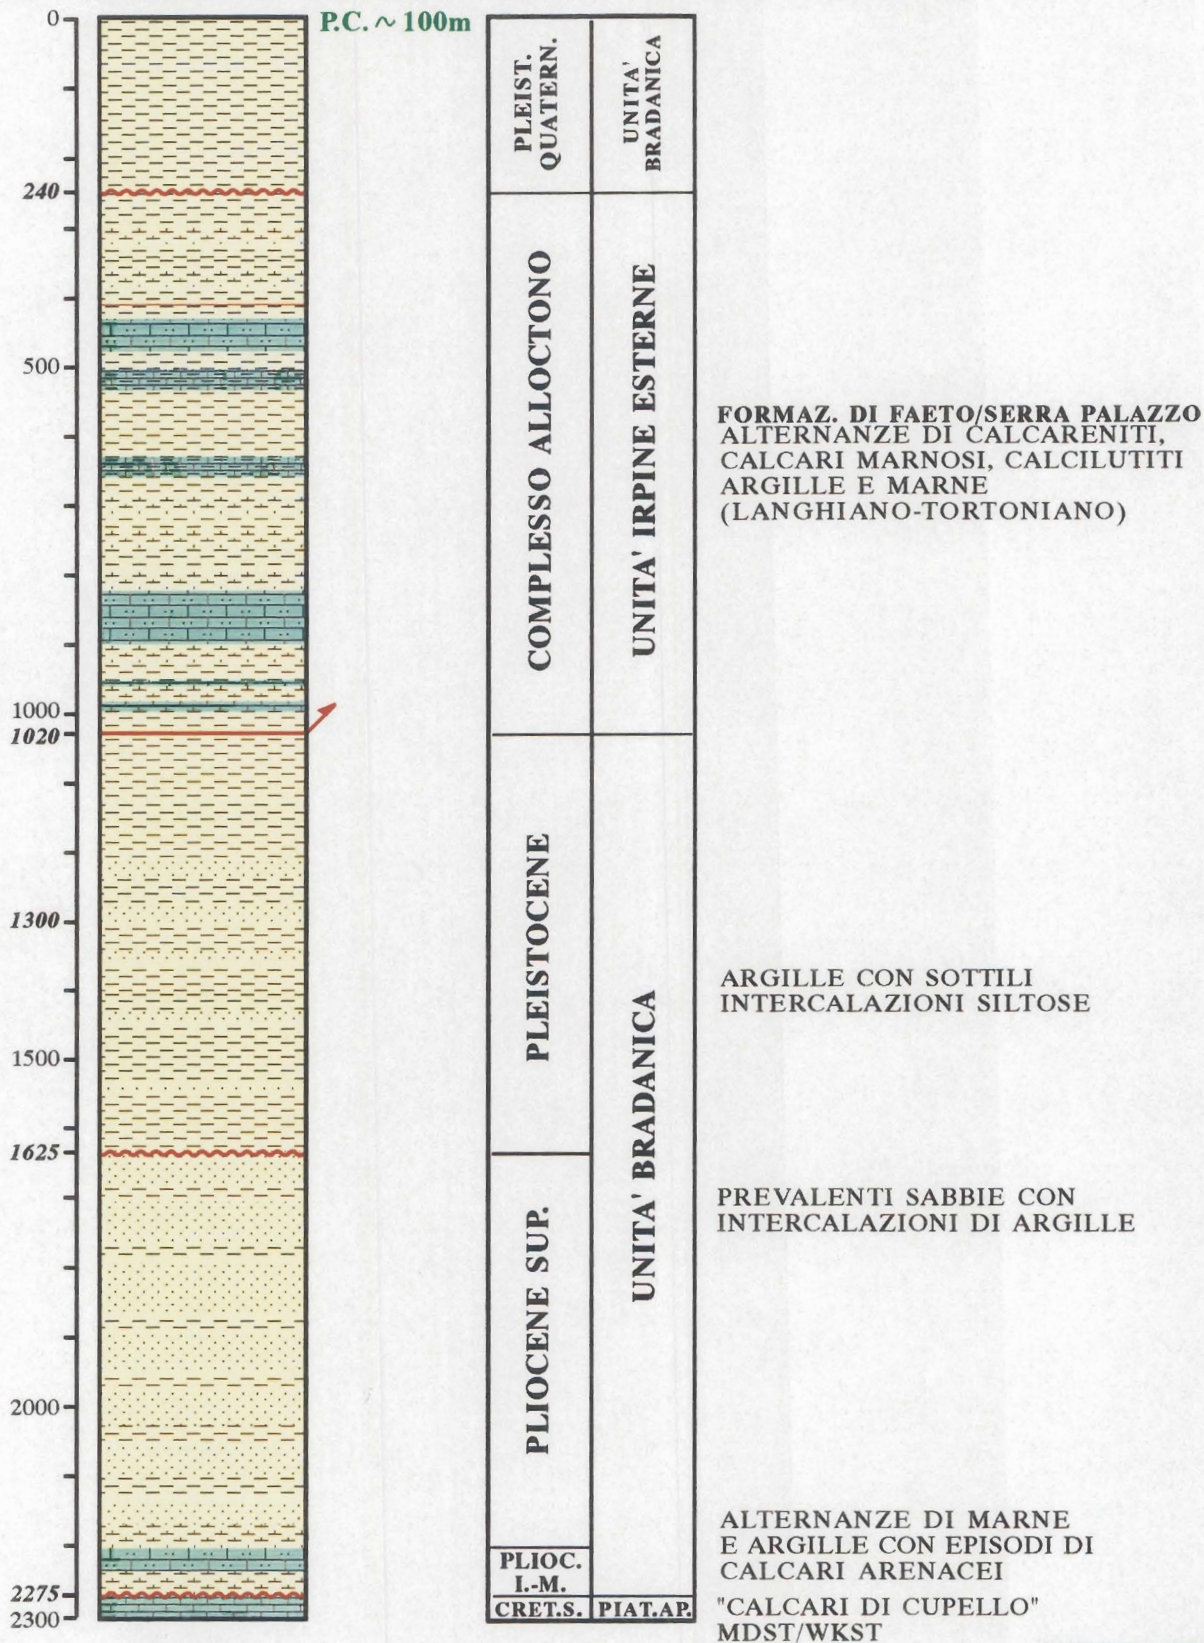 0
P.C. ~ 100m
PLEIST.
QUATERN.
UNITA'
BRADANICA
240
COMPLESSO ALLOCTONO
UNITA' IRPINE ESTERNE
500
FORMAZ. DI FAETO/SERRA PALAZZO
ALTERNANZE DI CALCARENITI,
CALCARI MARNOSI, CALCILUTITI
ARGILLE E MARNE
(LANGHIANO-TORTONIANO)
1000
1020
PLEISTOCENE
UNITA' BRADANICA
1300
ARGILLE CON SOTTILI
INTERCALAZIONI SILTOSE
1500
1625
PLIOCENE SUP.
PREVALENTI SABBIE CON
INTERCALAZIONI DI ARGILLE
2000
ALTERNANZE DI MARNE
E ARGILLE CON EPISODI DI
CALCARI ARENACEI
PLIOC.
I.-M.
2275
2300
CRET.S.
PIAT.AP.
"CALCARI DI CUPELLO"
MDST/WKST